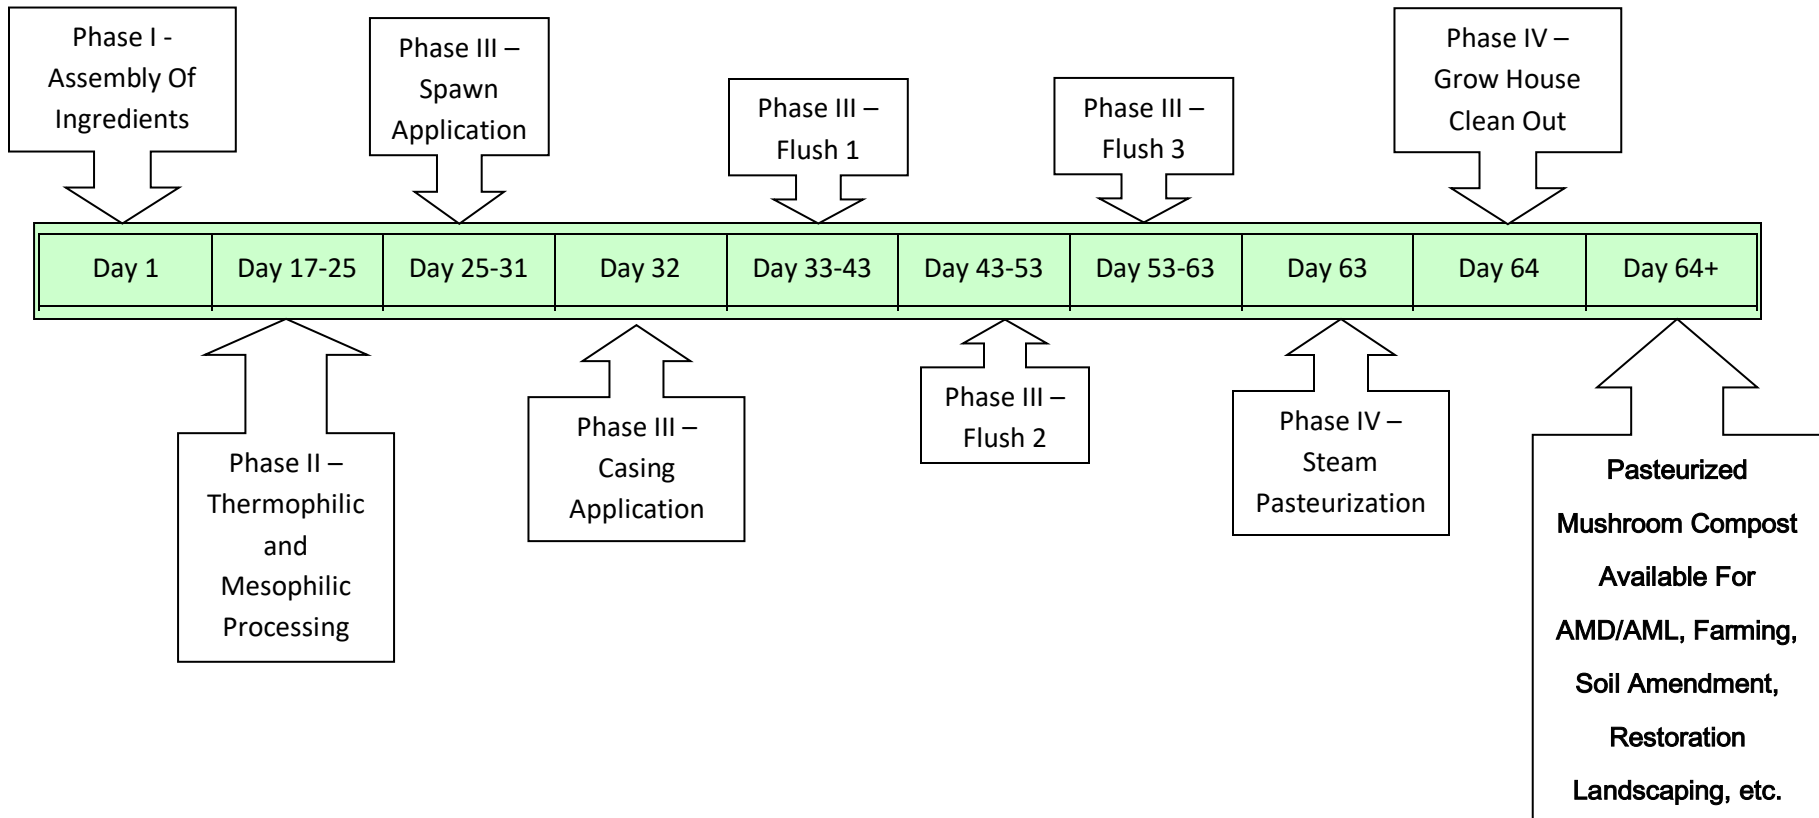 Phase I -
Assembly Of
Ingredients
Phase III –
Spawn
Application
Phase III –
Flush 1
Phase III –
Flush 3
Phase IV –
Grow House
Clean Out
Day 1
Day 17-25
Day 25-31
Day 32
Day 33-43
Day 43-53
Day 53-63
Day 63
Day 64
Day 64+
Phase II –
Thermophilic
and
Mesophilic
Processing
Phase III –
Casing
Application
Phase III –
Flush 2
Phase IV –
Steam
Pasteurization
Pasteurized
Mushroom Compost
Available For
AMD/AML, Farming,
Soil Amendment,
Restoration
Landscaping, etc.